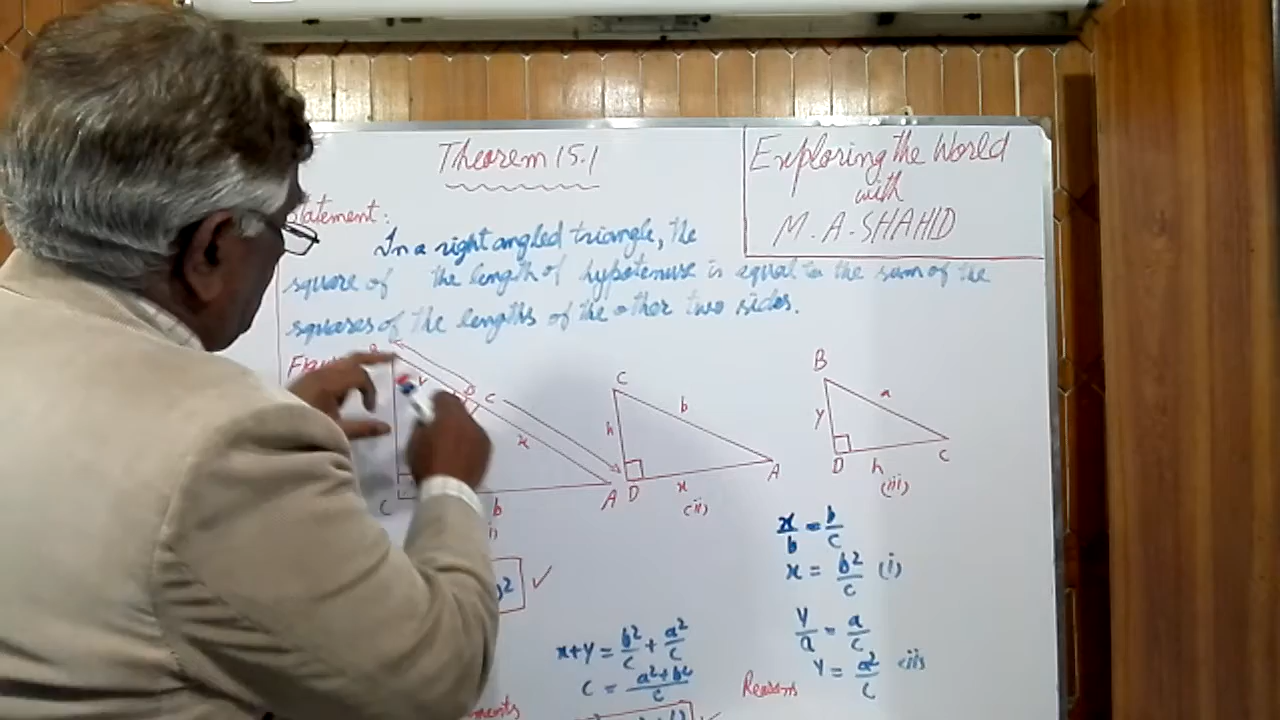 Theorem 15.1
Exploring the World
with
M. A. SHAHID
Statement:
In a right angled triangle, the
square of the length of hypotenuse is equal to the sum of the
squares of the lengths of the other two sides.
D
C
x
C
b
A
C
b
h
D
x
A
(ii)
B
a
y
D
h
C
(iii)
x/b = b/c
x = b²/c (i)
y/a = a/c
y = a²/c (ii)
x+y = b²/c + a²/c
c = a²+b²/c
Reasons